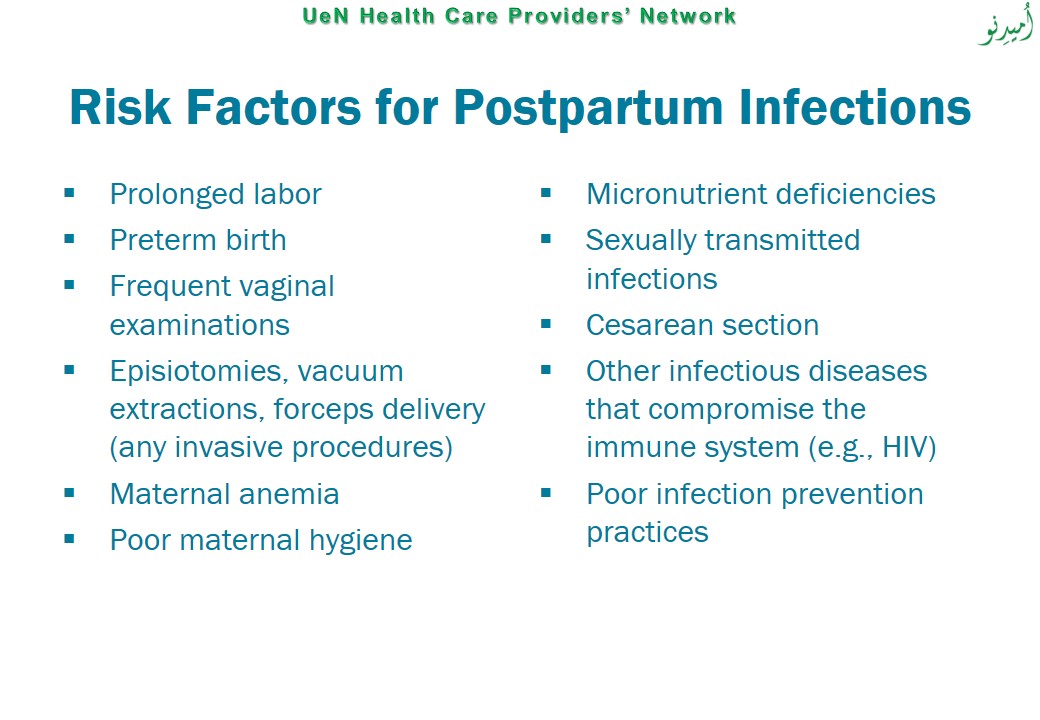 UeN Health Care Providers’ Network
اُمیدِنو
Risk Factors for Postpartum Infections
▪ Prolonged labor
▪ Preterm birth
▪ Frequent vaginal
examinations
▪ Episiotomies, vacuum
extractions, forceps delivery
(any invasive procedures)
▪ Maternal anemia
▪ Poor maternal hygiene
▪ Micronutrient deficiencies
▪ Sexually transmitted
infections
▪ Cesarean section
▪ Other infectious diseases
that compromise the
immune system (e.g., HIV)
▪ Poor infection prevention
practices